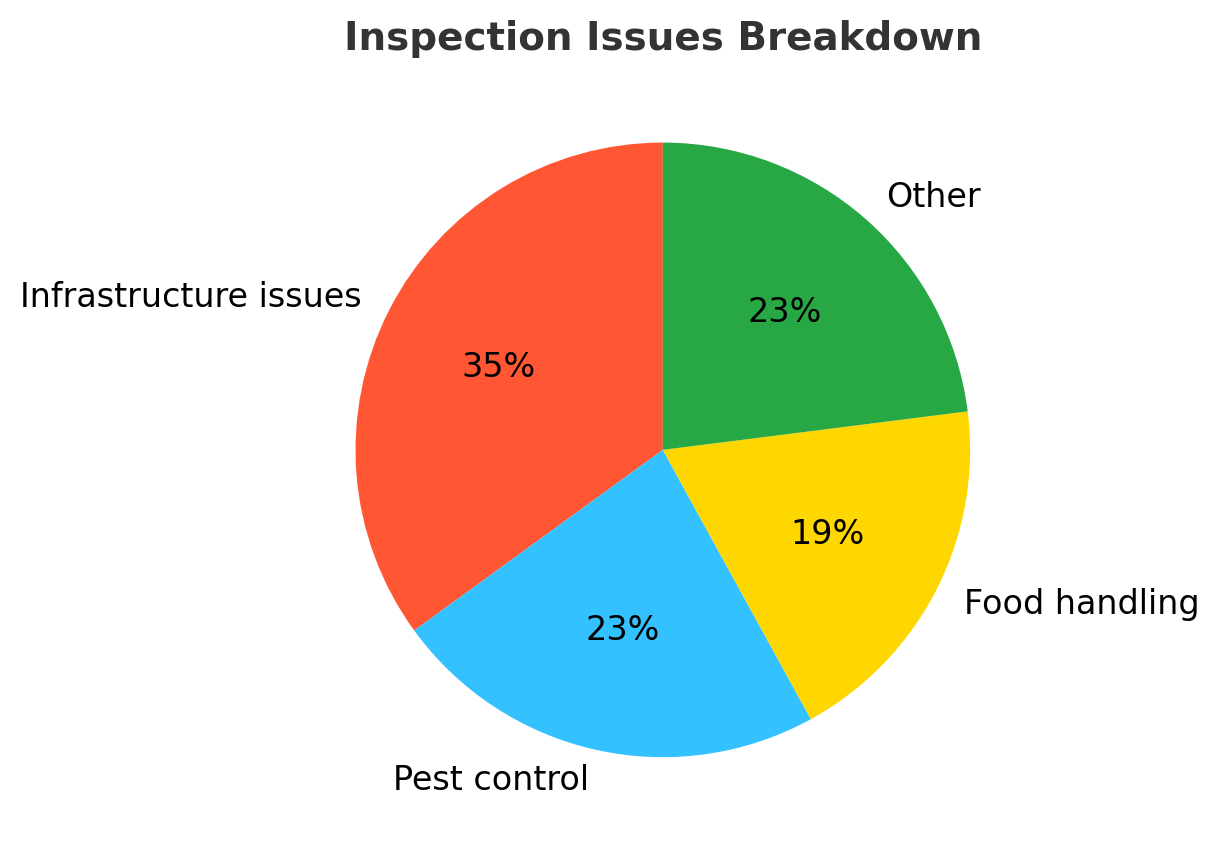 Inspection Issues Breakdown
Other
Infrastructure issues
23%
35%
19%
Food handling
23%
Pest control